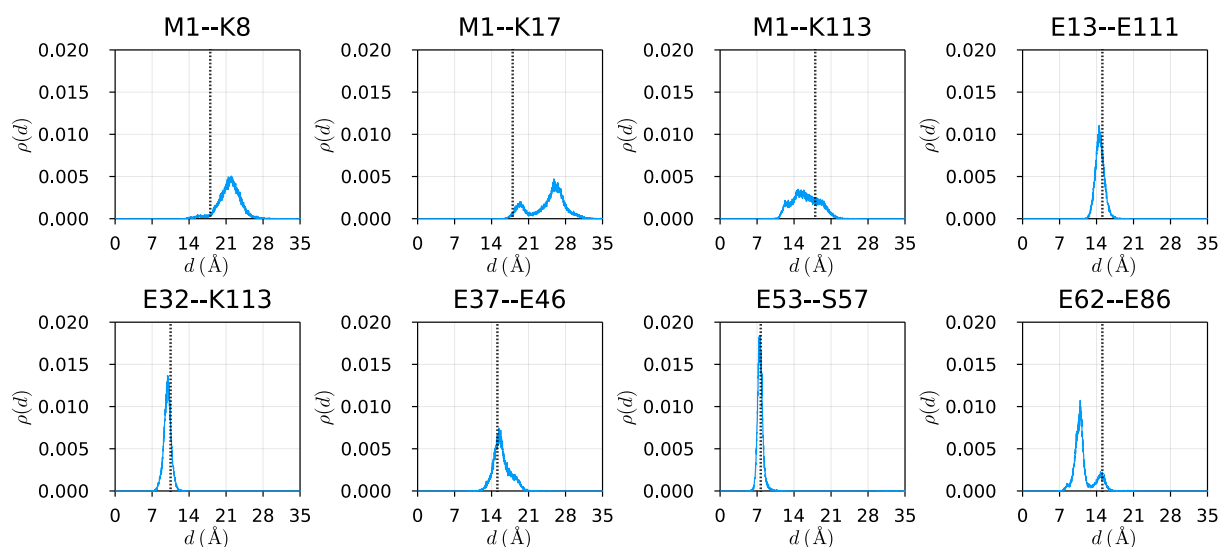 M1--K8 M1--K17 M1--K113 E13--E111
0.020 0.020 0.020 0.020
0.015 0.015 0.015 0.015
ρ(d) ρ(d) ρ(d) ρ(d)
0.010 0.010 0.010 0.010
0.005 0.005 0.005 0.005
0.000 0.000 0.000 0.000
0 7 14 21 28 35 0 7 14 21 28 35 0 7 14 21 28 35 0 7 14 21 28 35
d (Å) d (Å) d (Å) d (Å)
E32--K113 E37--E46 E53--S57 E62--E86
0.020 0.020 0.020 0.020
0.015 0.015 0.015 0.015
ρ(d) ρ(d) ρ(d) ρ(d)
0.010 0.010 0.010 0.010
0.005 0.005 0.005 0.005
0.000 0.000 0.000 0.000
0 7 14 21 28 35 0 7 14 21 28 35 0 7 14 21 28 35 0 7 14 21 28 35
d (Å) d (Å) d (Å) d (Å)